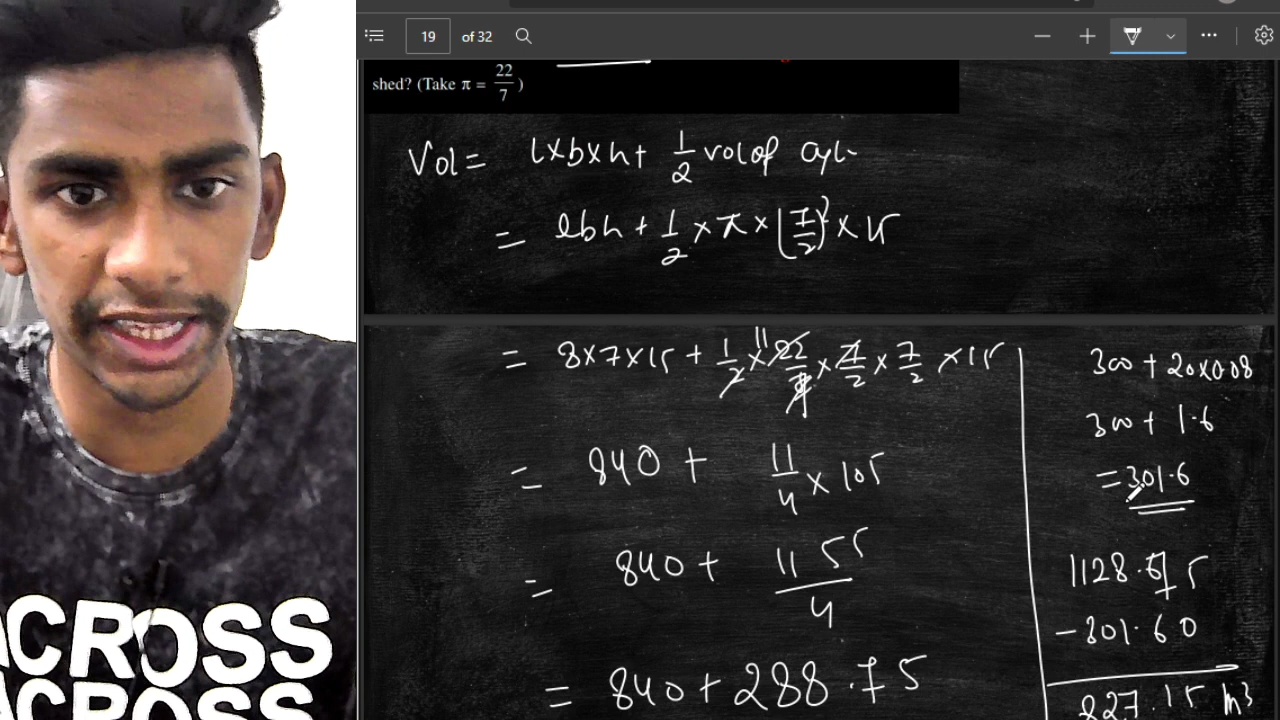 19 of 32
22
shed? (Take π = )
7
Vol = l×b×h + 1/2 vol of cyl.
= lbh + 1/2 × π × (7/2)² × 15
= 8×7×15 + 1/2 × 22/7 × 7/2 × 7/2 × 15
11
= 840 + 11/4 × 105
= 840 + 1155/4
= 840 + 288.75
300 + 20×0.08
300 + 1.6
= 301.6
1128.75
- 301.60
827.15 m³
ACROSS
ACROSS